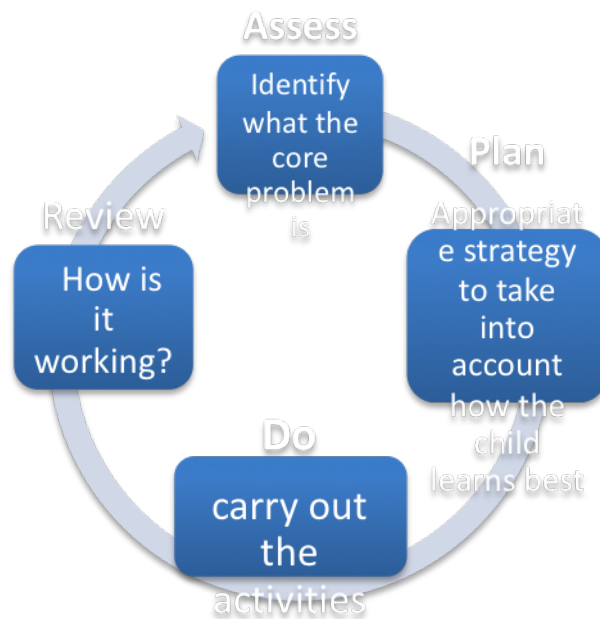 Assess
Identify
what the
core
problem
is
Plan
Appropriat
e strategy
to take
into
account
how the
child
learns best
Do
carry out
the
activities
Review
How is
it
working?